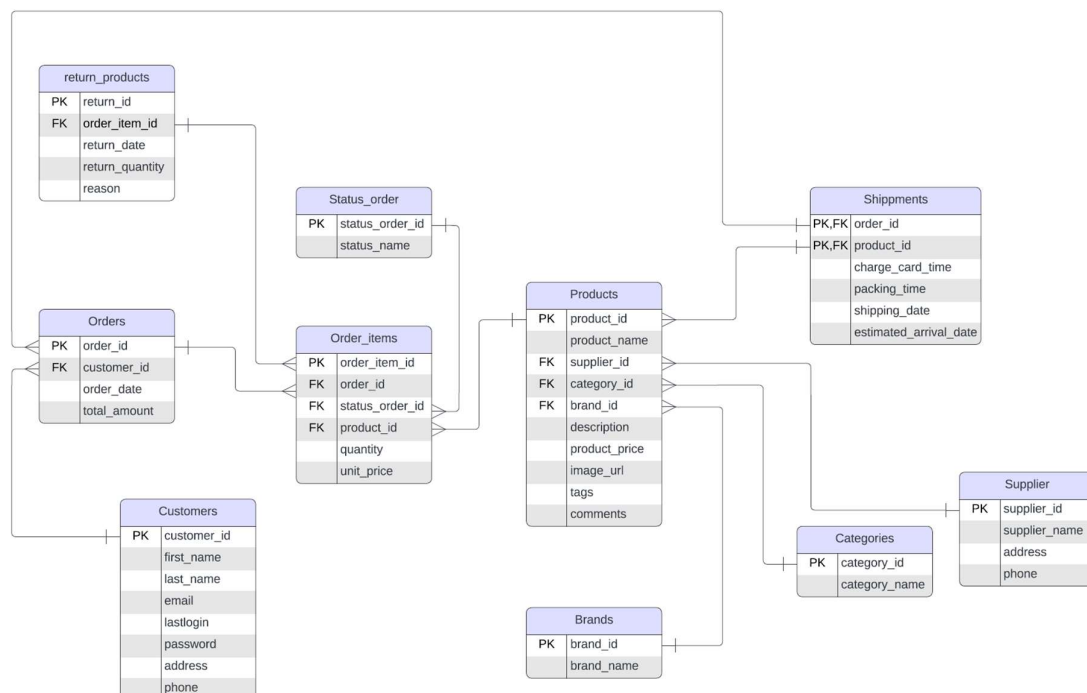 return_products
PK return_id
FK order_item_id
return_date
return_quantity
reason
Status_order
PK status_order_id
status_name
Shippments
PK,FK order_id
PK,FK product_id
charge_card_time
packing_time
shipping_date
estimated_arrival_date
Orders
PK order_id
FK customer_id
order_date
total_amount
Order_items
PK order_item_id
FK order_id
FK status_order_id
FK product_id
quantity
unit_price
Products
PK product_id
product_name
FK supplier_id
FK category_id
FK brand_id
description
product_price
image_url
tags
comments
Customers
PK customer_id
first_name
last_name
email
lastlogin
password
address
phone
Supplier
PK supplier_id
supplier_name
address
phone
Categories
PK category_id
category_name
Brands
PK brand_id
brand_name